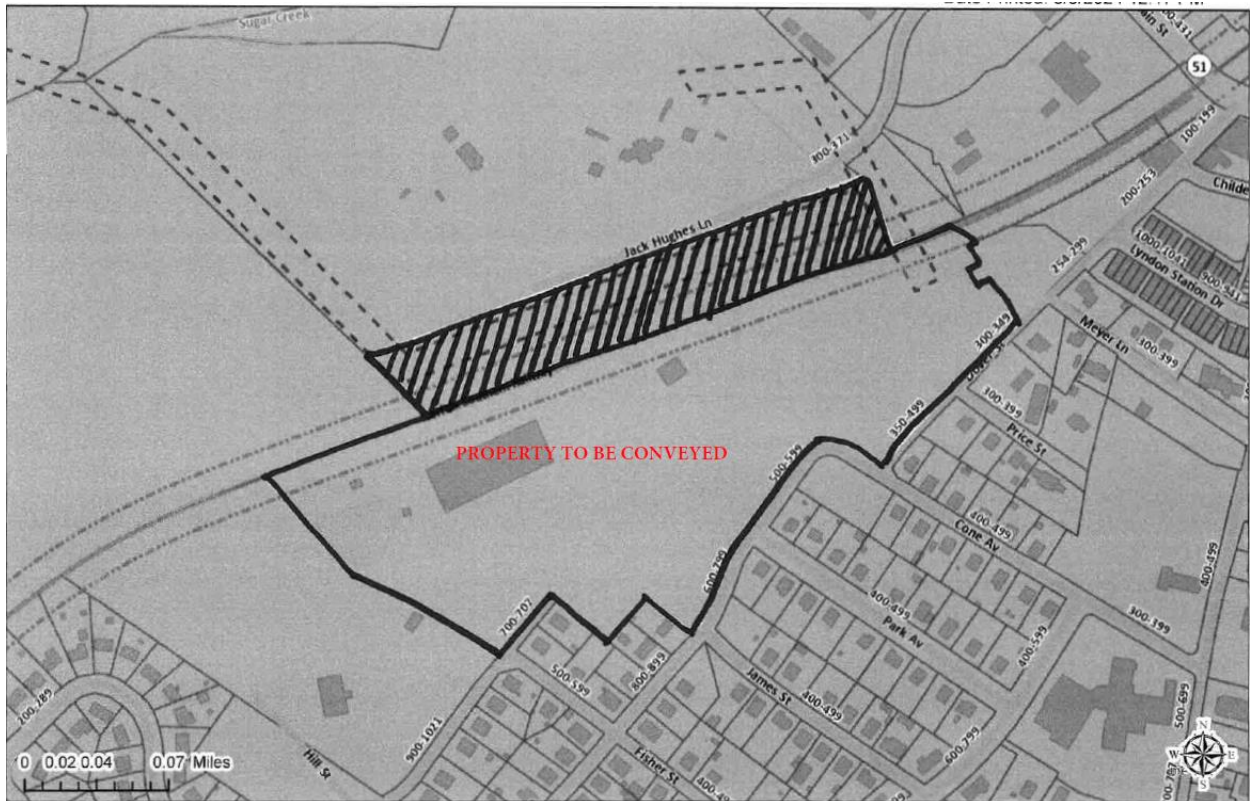 Sugar Creek
51
100-199
200-253
Childe
300-371
Jack Hughes Ln
254-299
1000-1041
900-941
Lyndon Station Dr
Meyer Ln
300-399
300-349
300-399
350-499
Price St
PROPERTY TO BE CONVEYED
500-599
400-499
Cone Av
400-499
600-799
300-399
400-499
Park Av
400-599
700-707
500-599
800-899
James St
400-499
200-289
900-1021
Hill St
Fisher St
600-799
500-699
0 0.02 0.04 0.07 Miles
N
W E
S